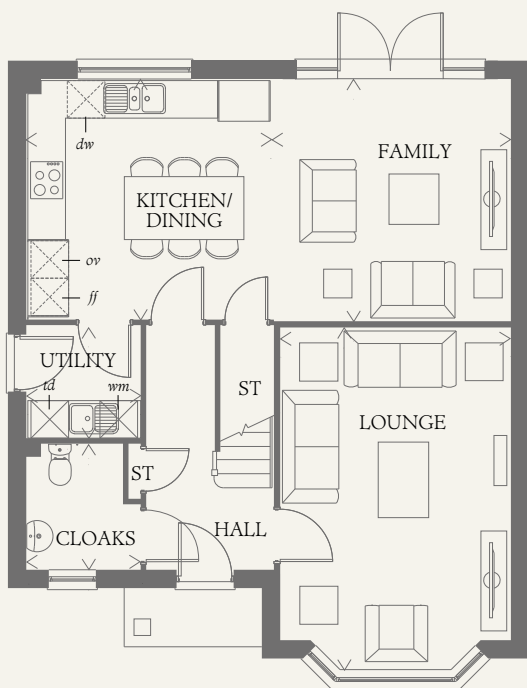 dw
FAMILY
KITCHEN/
DINING
ov
ff
UTILITY
td
wm
ST
LOUNGE
ST
HALL
CLOAKS